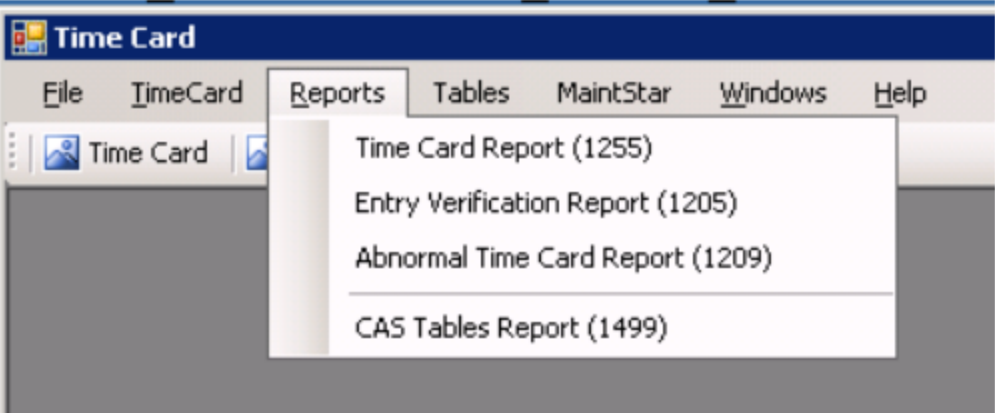 Time Card
File TimeCard Reports Tables MaintStar Windows Help
Time Card
Time Card Report (1255)
Entry Verification Report (1205)
Abnormal Time Card Report (1209)
CAS Tables Report (1499)